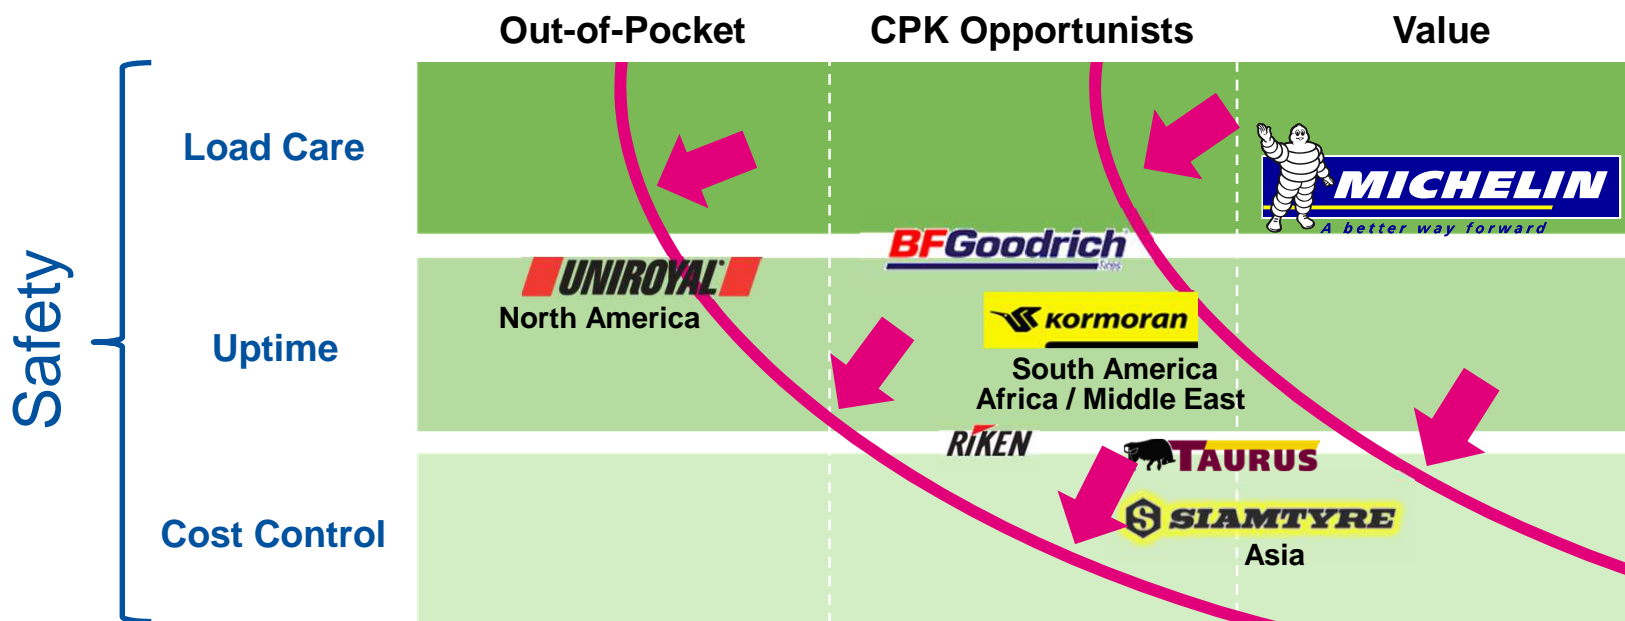 Out-of-Pocket CPK Opportunists Value
Safety
Load Care
MICHELIN
A better way forward
BFGoodrich
UNIROYAL
North America
Uptime
KORMORAN
South America
Africa / Middle East
RIKEN
TAURUS
Cost Control
S SIAMTYRE
Asia